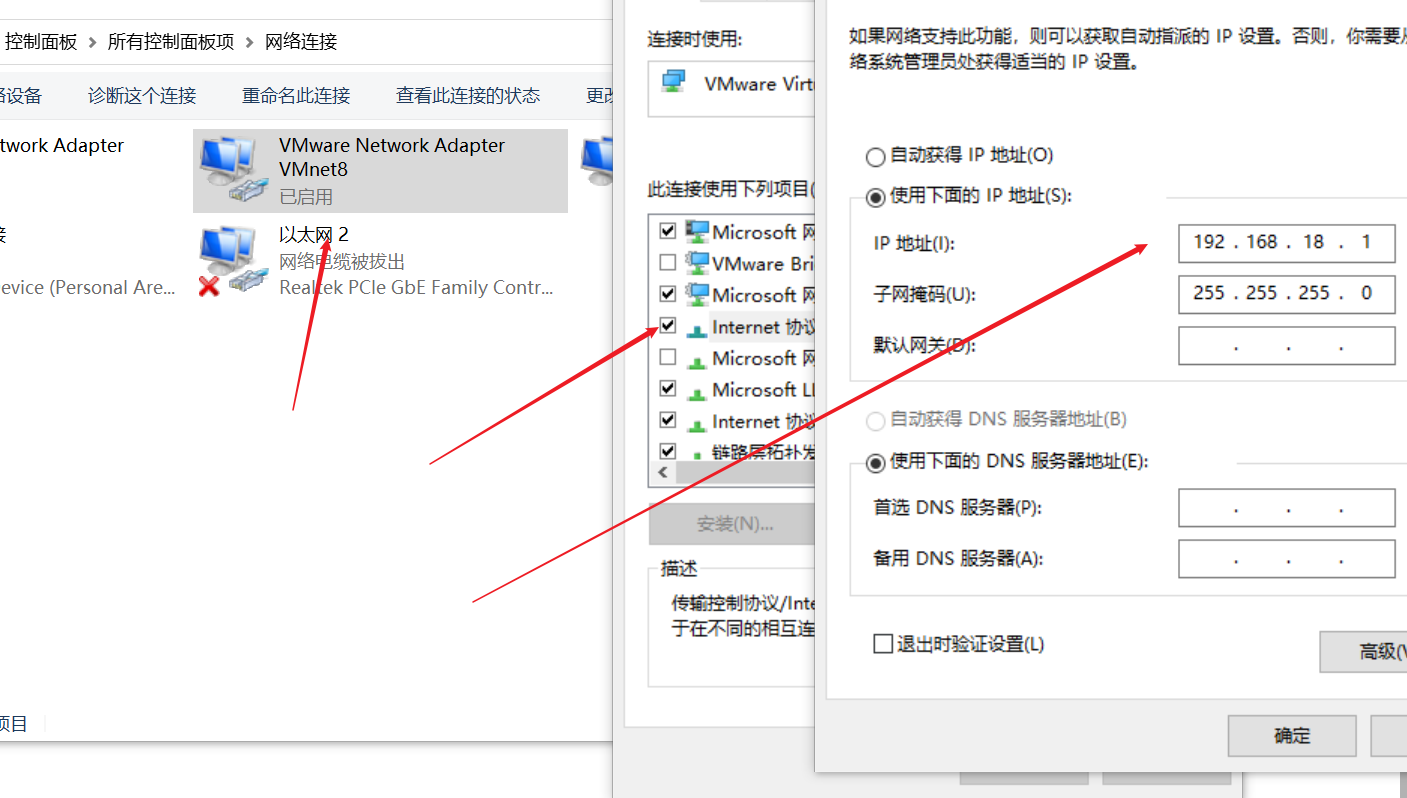 控制面板 > 所有控制面板项 > 网络连接
设备 诊断这个连接 重命名此连接 查看此连接的状态 更改
twork Adapter
VMware Network Adapter
VMnet8
已启用
以太网 2
网络电缆被拔出
evice (Personal Are...
Realtek PCIe GbE Family Contr...
项目
连接时使用:
VMware Virtu
此连接使用下列项目(
Microsoft 网
VMware Bri
Microsoft 网
Internet 协议
Microsoft 网
Microsoft LL
Internet 协议
链路层拓扑发
安装(N)...
描述
传输控制协议/Inte
于在不同的相互连
如果网络支持此功能，则可以获取自动指派的 IP 设置。否则，你需要从
络系统管理员处获得适当的 IP 设置。
自动获得 IP 地址(O)
使用下面的 IP 地址(S):
IP 地址(I): 192 . 168 . 18 . 1
子网掩码(U): 255 . 255 . 255 . 0
默认网关(D): . . .
自动获得 DNS 服务器地址(B)
使用下面的 DNS 服务器地址(E):
首选 DNS 服务器(P): . . .
备用 DNS 服务器(A): . . .
退出时验证设置(L)
高级(V
确定